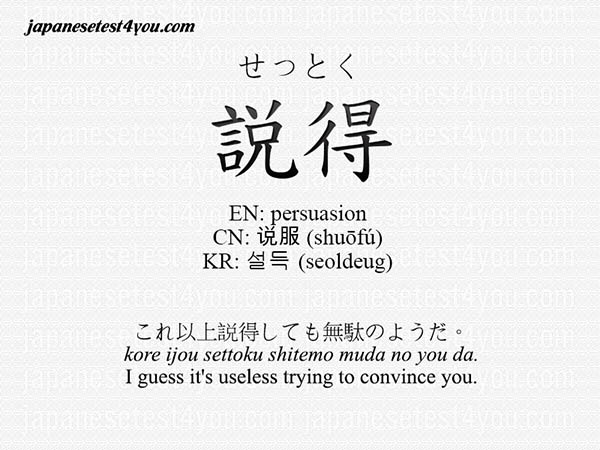 japanesetest4you.com
せっとく
説得
EN: persuasion
CN: 说服 (shuōfú)
KR: 설득 (seoldeug)
これ以上説得しても無駄のようだ。
kore ijou settoku shitemo muda no you da.
I guess it's useless trying to convince you.